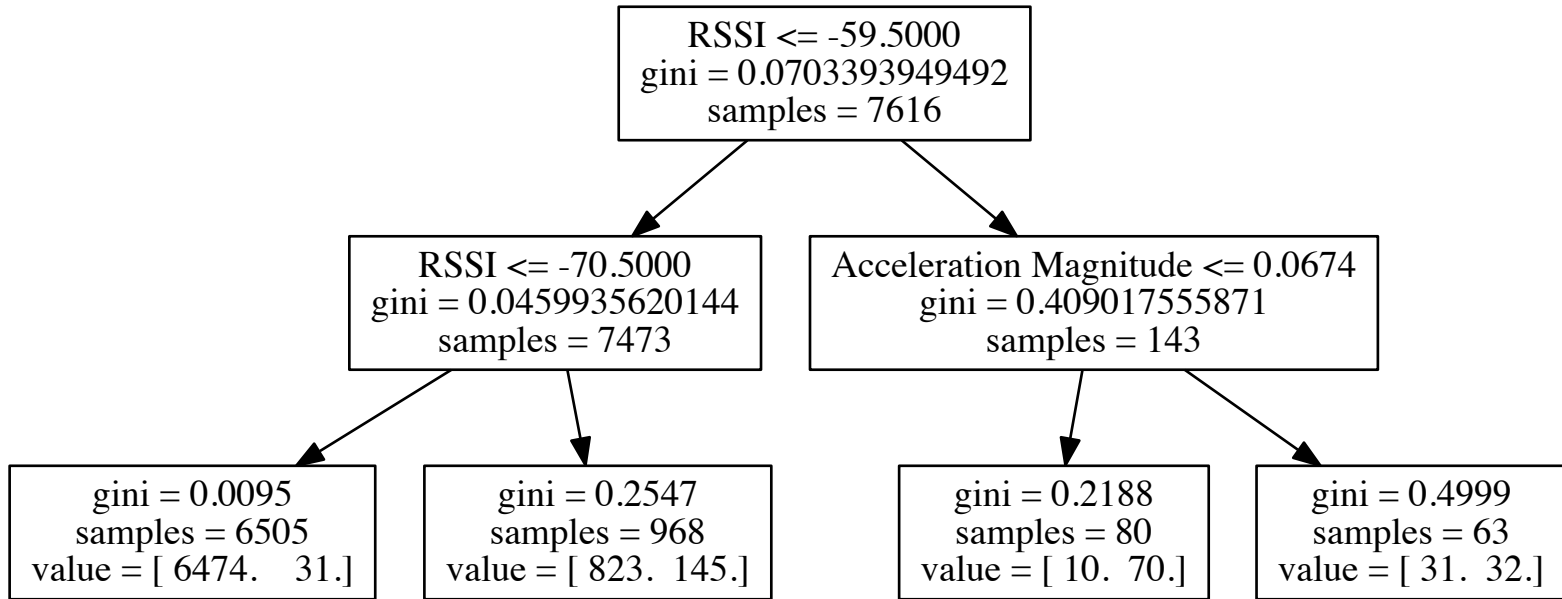 RSSI <= -59.5000
gini = 0.0703393949492
samples = 7616
RSSI <= -70.5000
gini = 0.0459935620144
samples = 7473
Acceleration Magnitude <= 0.0674
gini = 0.409017555871
samples = 143
gini = 0.0095
samples = 6505
value = [ 6474.    31.]
gini = 0.2547
samples = 968
value = [ 823.  145.]
gini = 0.2188
samples = 80
value = [ 10.  70.]
gini = 0.4999
samples = 63
value = [ 31.  32.]